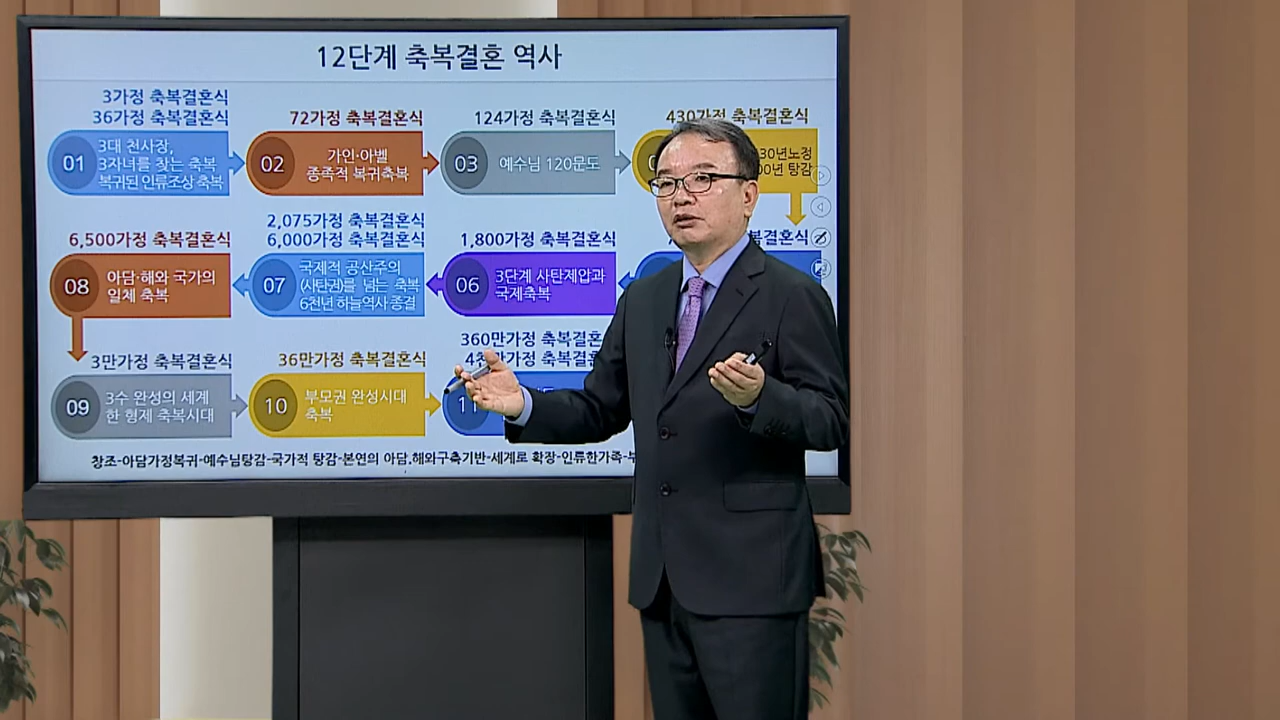 12단계 축복결혼 역사
3가정 축복결혼식
36가정 축복결혼식
01
3대 천사장,
3자녀를 찾는 축복
복귀된 인류조상 축복
72가정 축복결혼식
02
가인·아벨
종족적 복귀축복
124가정 축복결혼식
03
예수님 120문도
430가정 축복결혼식
30년노정
00년 탕감
6,500가정 축복결혼식
08
아담·해와 국가의
일체 축복
2,075가정 축복결혼식
6,000가정 축복결혼식
07
국제적 공산주의
(사탄권)를 넘는 축복
6천년 하늘역사 종결
1,800가정 축복결혼식
06
3단계 사탄제압과
국제축복
복결혼식
3만가정 축복결혼식
09
3수 완성의 세계
한 형제 축복시대
36만가정 축복결혼식
10
부모권 완성시대
축복
360만가정 축복결혼
가정 축복결혼
11
창조-아담가정복귀-예수님탕감-국가적 탕감-본연의 아담.해와구축기반-세계로 확장-인류한가족-